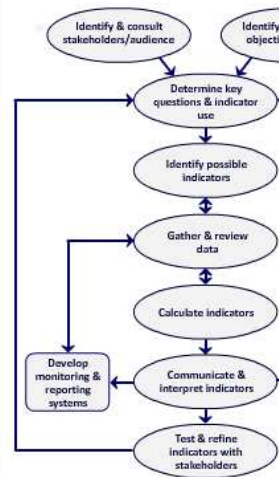 Identify & consult
stakeholders/audience
Identify
objecti
Determine key
questions & indicator
use
Identify possible
indicators
Gather & review
data
Calculate indicators
Develop
monitoring &
reporting
systems
Communicate &
interpret indicators
Test & refine
indicators with
stakeholders